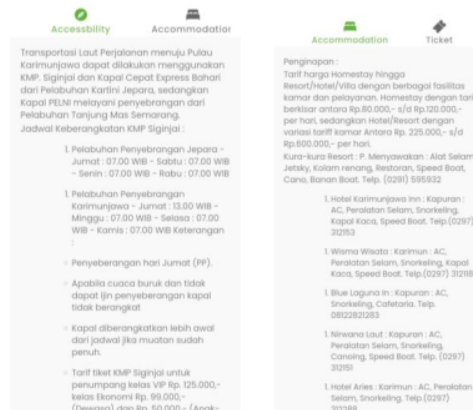 Accessbility
Accommodation
Transportasi Laut Perjalanan menuju Pulau
Karimunjawa dapat dilakukan menggunakan
KMP. Siginjai dan Kapal Cepat Express Bahari
dari Pelabuhan Kartini Jepara, sedangkan
Kapal PELNI melayani penyebrangan dari
Pelabuhan Tanjung Mas Semarang.
Jadwal Keberangkatan KMP Siginjai :
1. Pelabuhan Penyebrangan Jepara -
Jumat : 07.00 WIB - Sabtu : 07.00 WIB
- Senin : 07.00 WIB - Rabu : 07.00 WIB
1. Pelabuhan Penyebrangan
Karimunjawa - Jumat : 13.00 WIB -
Minggu : 07.00 WIB - Selasa : 07.00
WIB - Kamis : 07.00 WIB Keterangan
:
Penyeberangan hari Jumat (PP).
Apabila cuaca buruk dan tidak
dapat ijin penyeberangan kapal
tidak berangkat
Kapal diberangkatkan lebih awal
dari jadwal jika muatan sudah
penuh.
Tarif tiket KMP Siginjai untuk
penumpang kelas VIP Rp. 125.000,-
kelas Ekonomi Rp. 99.000,-
(Dewasa) dan Rp. 50.000,- (Anak-
Accommodation
Ticket
Penginapan :
Tarif harga Homestay hingga
Resort/Hotel/Villa dengan berbagai fasilitas
kamar dan pelayanan. Homestay dengan tari
berkisar antara Rp.80.000,- s/d Rp.120.000,-
per hari, sedangkan Hotel/Resort dengan
variasi tariff kamar Antara Rp. 225.000,- s/d
Rp.600.000,- per hari.
Kura-kura Resort : P. Menyawakan : Alat Selam
Jetsky, Kolam renang, Restoran, Speed Boat,
Cano, Banan Boat. Telp. (0291) 595932
1. Hotel Karimunjawa Inn : Kapuran :
AC, Peralatan Selam, Snorkeling,
Kapal Kaca, Speed Boat. Telp.(0297)
312153
1. Wisma Wisata : Karimun : AC,
Peralatan Selam, Snorkeling, Kapal
Kaca, Speed Boat. Telp.(0297) 312118
1. Blue Laguna In : Kapuran : AC,
Snorkeling, Cafetaria. Telp.
08122821263
1. Nirwana Laut : Kapuran : AC,
Peralatan Selam, Snorkeling,
Canoing, Speed Boat. Telp. (0297)
312151
1. Hotel Aries : Karimun : AC, Peralatan
Selam, Snorkeling, Telp.(0297)